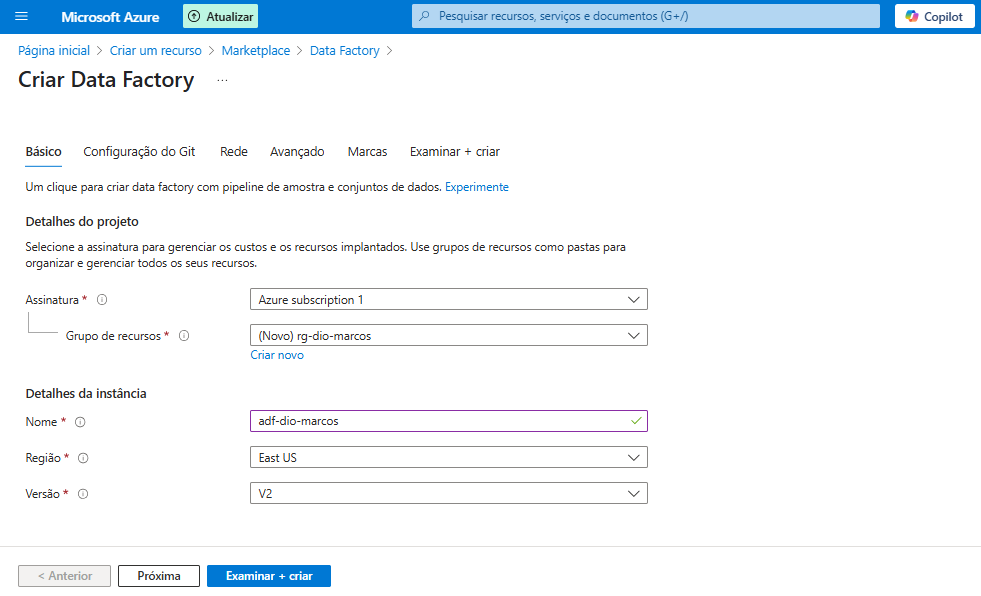 Microsoft Azure
Atualizar
Pesquisar recursos, serviços e documentos (G+/)
Copilot
Página inicial > Criar um recurso > Marketplace > Data Factory >
Criar Data Factory ...
Básico Configuração do Git Rede Avançado Marcas Examinar + criar
Um clique para criar data factory com pipeline de amostra e conjuntos de dados. Experimente
Detalhes do projeto
Selecione a assinatura para gerenciar os custos e os recursos implantados. Use grupos de recursos como pastas para
organizar e gerenciar todos os seus recursos.
Assinatura * Azure subscription 1
Grupo de recursos * (Novo) rg-dio-marcos
Criar novo
Detalhes da instância
Nome * adf-dio-marcos
Região * East US
Versão * V2
< Anterior Próxima Examinar + criar